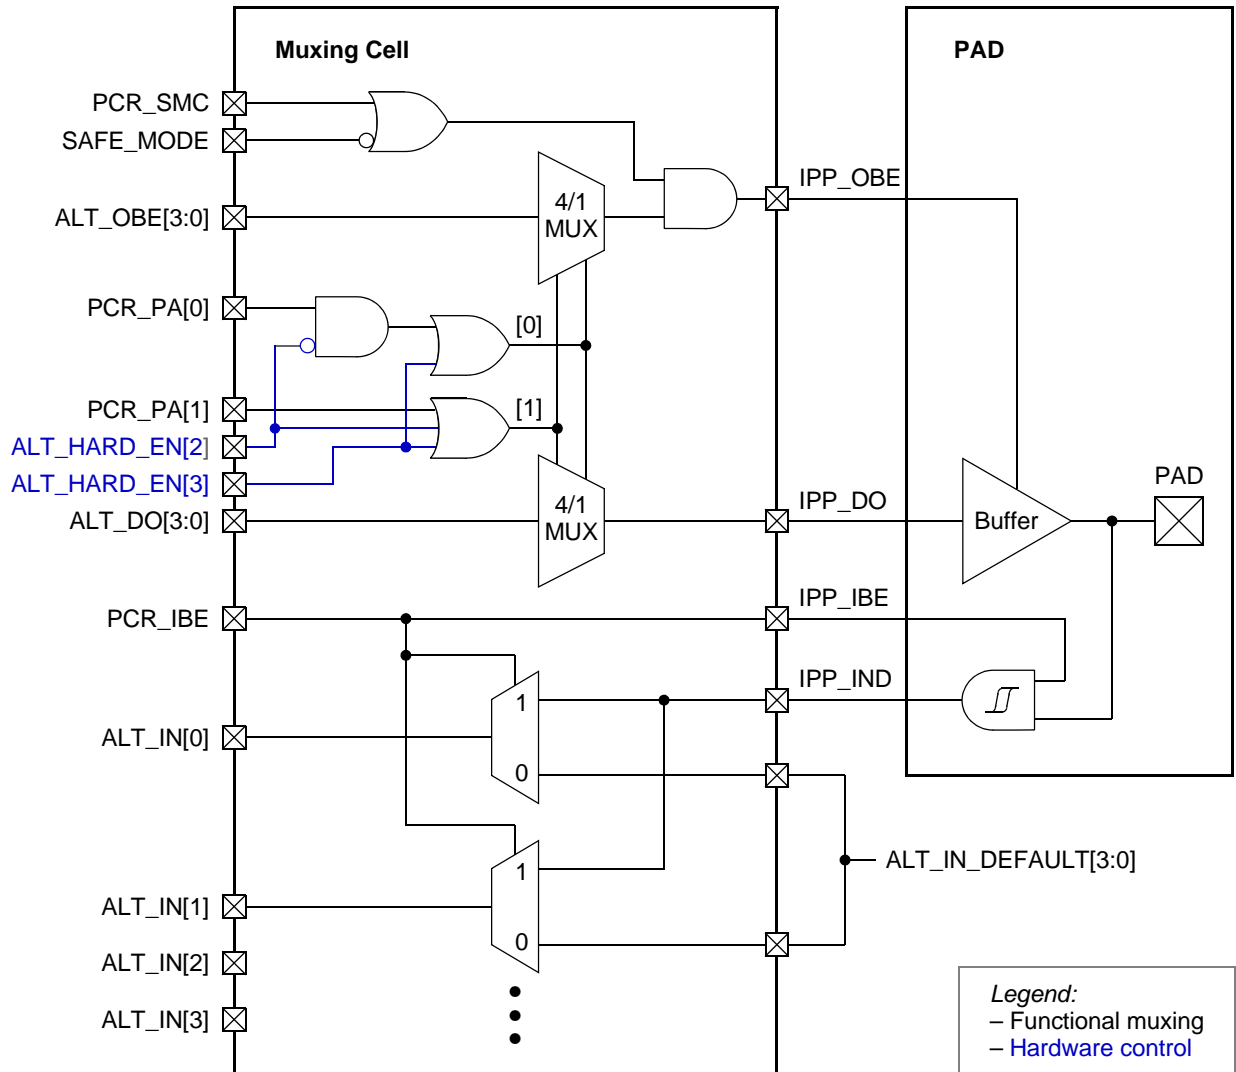 Muxing Cell
PAD
PCR_SMC
SAFE_MODE
IPP_OBE
4/1
MUX
ALT_OBE[3:0]
PCR_PA[0]
[0]
PCR_PA[1]
[1]
ALT_HARD_EN[2]
ALT_HARD_EN[3]
PAD
4/1
MUX
IPP_DO
ALT_DO[3:0]
Buffer
PCR_IBE
IPP_IBE
IPP_IND
1
ALT_IN[0]
0
ALT_IN_DEFAULT[3:0]
1
ALT_IN[1]
0
ALT_IN[2]
ALT_IN[3]
Legend:
– Functional muxing
– Hardware control